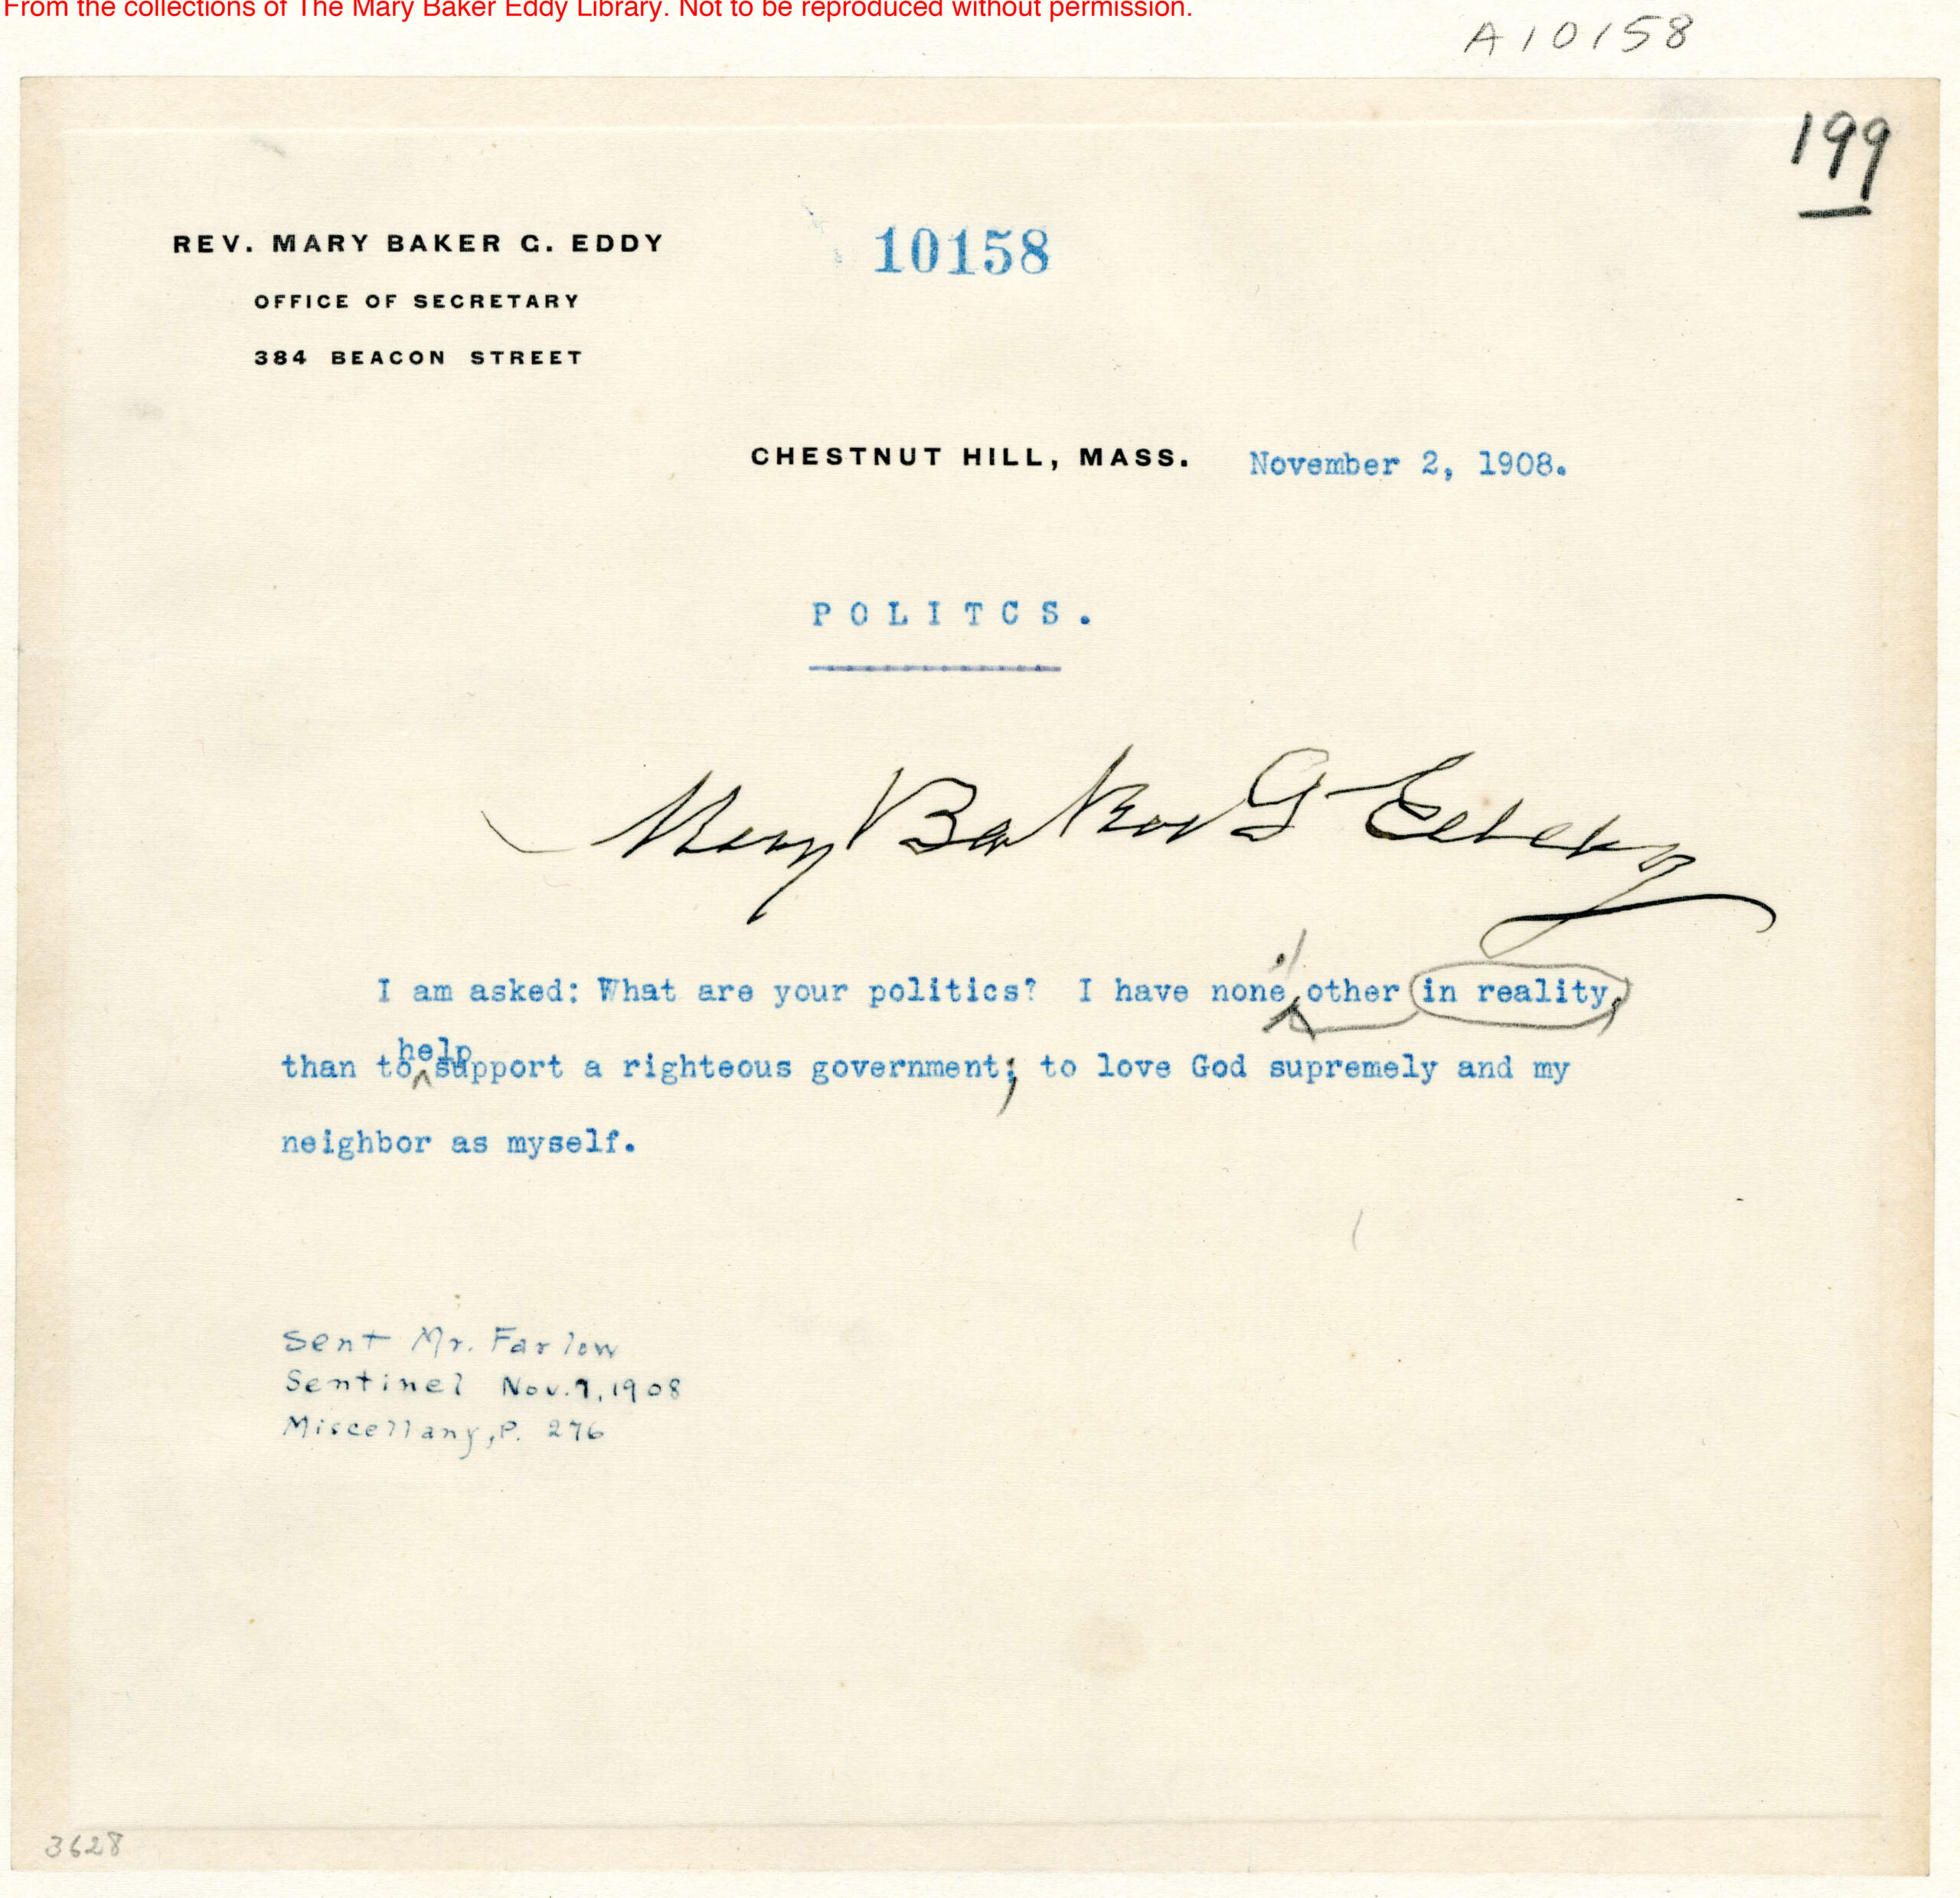 From the collections of The Mary Baker Eddy Library. Not to be reproduced without permission.
A10158
199
REV. MARY BAKER G. EDDY
10158
OFFICE OF SECRETARY
384 BEACON STREET
CHESTNUT HILL, MASS. November 2, 1908.
POLITCS.
Mary Baker G Eddy
I am asked: What are your politics? I have none, other in reality,
help
than to support a righteous government; to love God supremely and my
neighbor as myself.
Sent Mr. Farlow
Sentinel Nov. 7, 1908
Miscellany, P. 276
3628